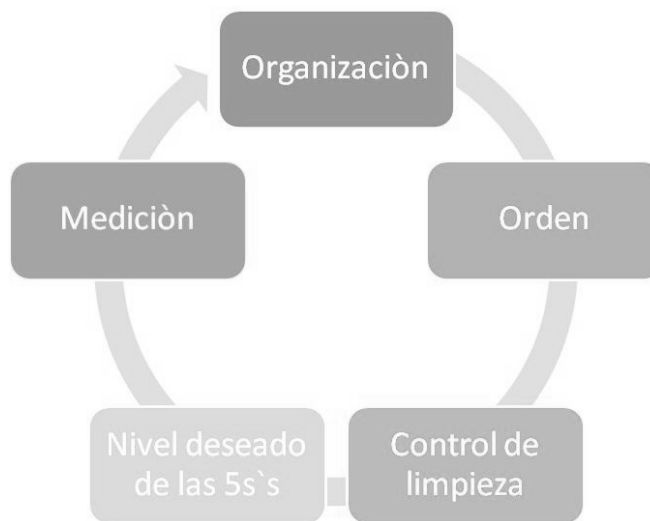 Organizaciòn
Orden
Control de
limpieza
Nivel deseado
de las 5s`s
Mediciòn